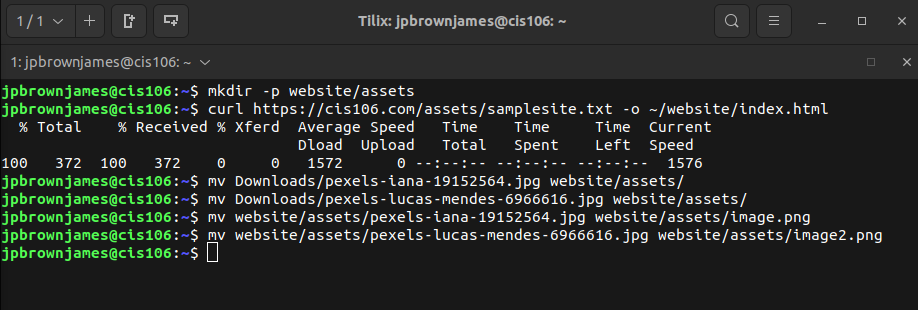 1 / 1
Tilix: jpbrownjames@cis106: ~
1: jpbrownjames@cis106: ~
jpbrownjames@cis106:~$ mkdir -p website/assets
jpbrownjames@cis106:~$ curl https://cis106.com/assets/samplesite.txt -o ~/website/index.html
  % Total    % Received % Xferd  Average Speed   Time    Time     Time  Current
                                 Dload  Upload   Total   Spent    Left  Speed
100   372  100   372    0     0   1572      0 --:--:-- --:--:-- --:--:--  1576
jpbrownjames@cis106:~$ mv Downloads/pexels-iana-19152564.jpg website/assets/
jpbrownjames@cis106:~$ mv Downloads/pexels-lucas-mendes-6966616.jpg website/assets/
jpbrownjames@cis106:~$ mv website/assets/pexels-iana-19152564.jpg website/assets/image.png
jpbrownjames@cis106:~$ mv website/assets/pexels-lucas-mendes-6966616.jpg website/assets/image2.png
jpbrownjames@cis106:~$